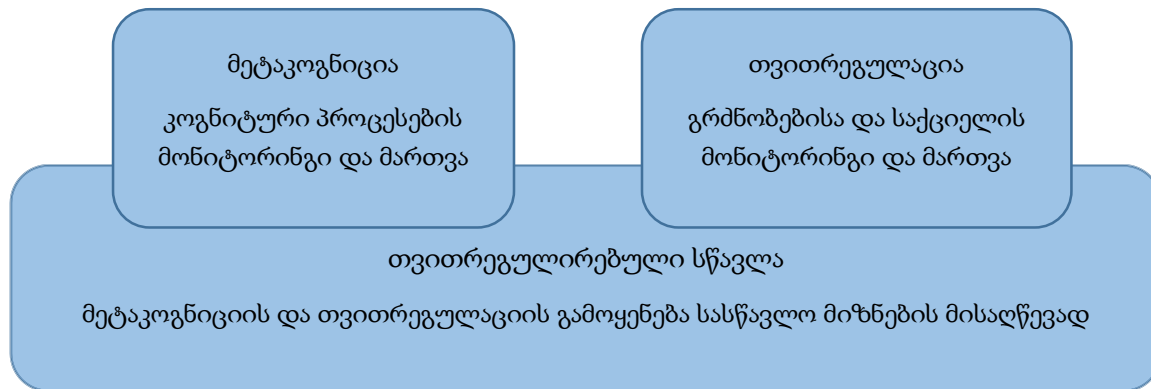 მეტაკოგნიცია
კოგნიტური პროცესების
მონიტორინგი და მართვა
თვითრეგულაცია
გრძნობებისა და საქციელის
მონიტორინგი და მართვა
თვითრეგულირებული სწავლა
მეტაკოგნიციის და თვითრეგულაციის გამოყენება სასწავლო მიზნების მისაღწევად